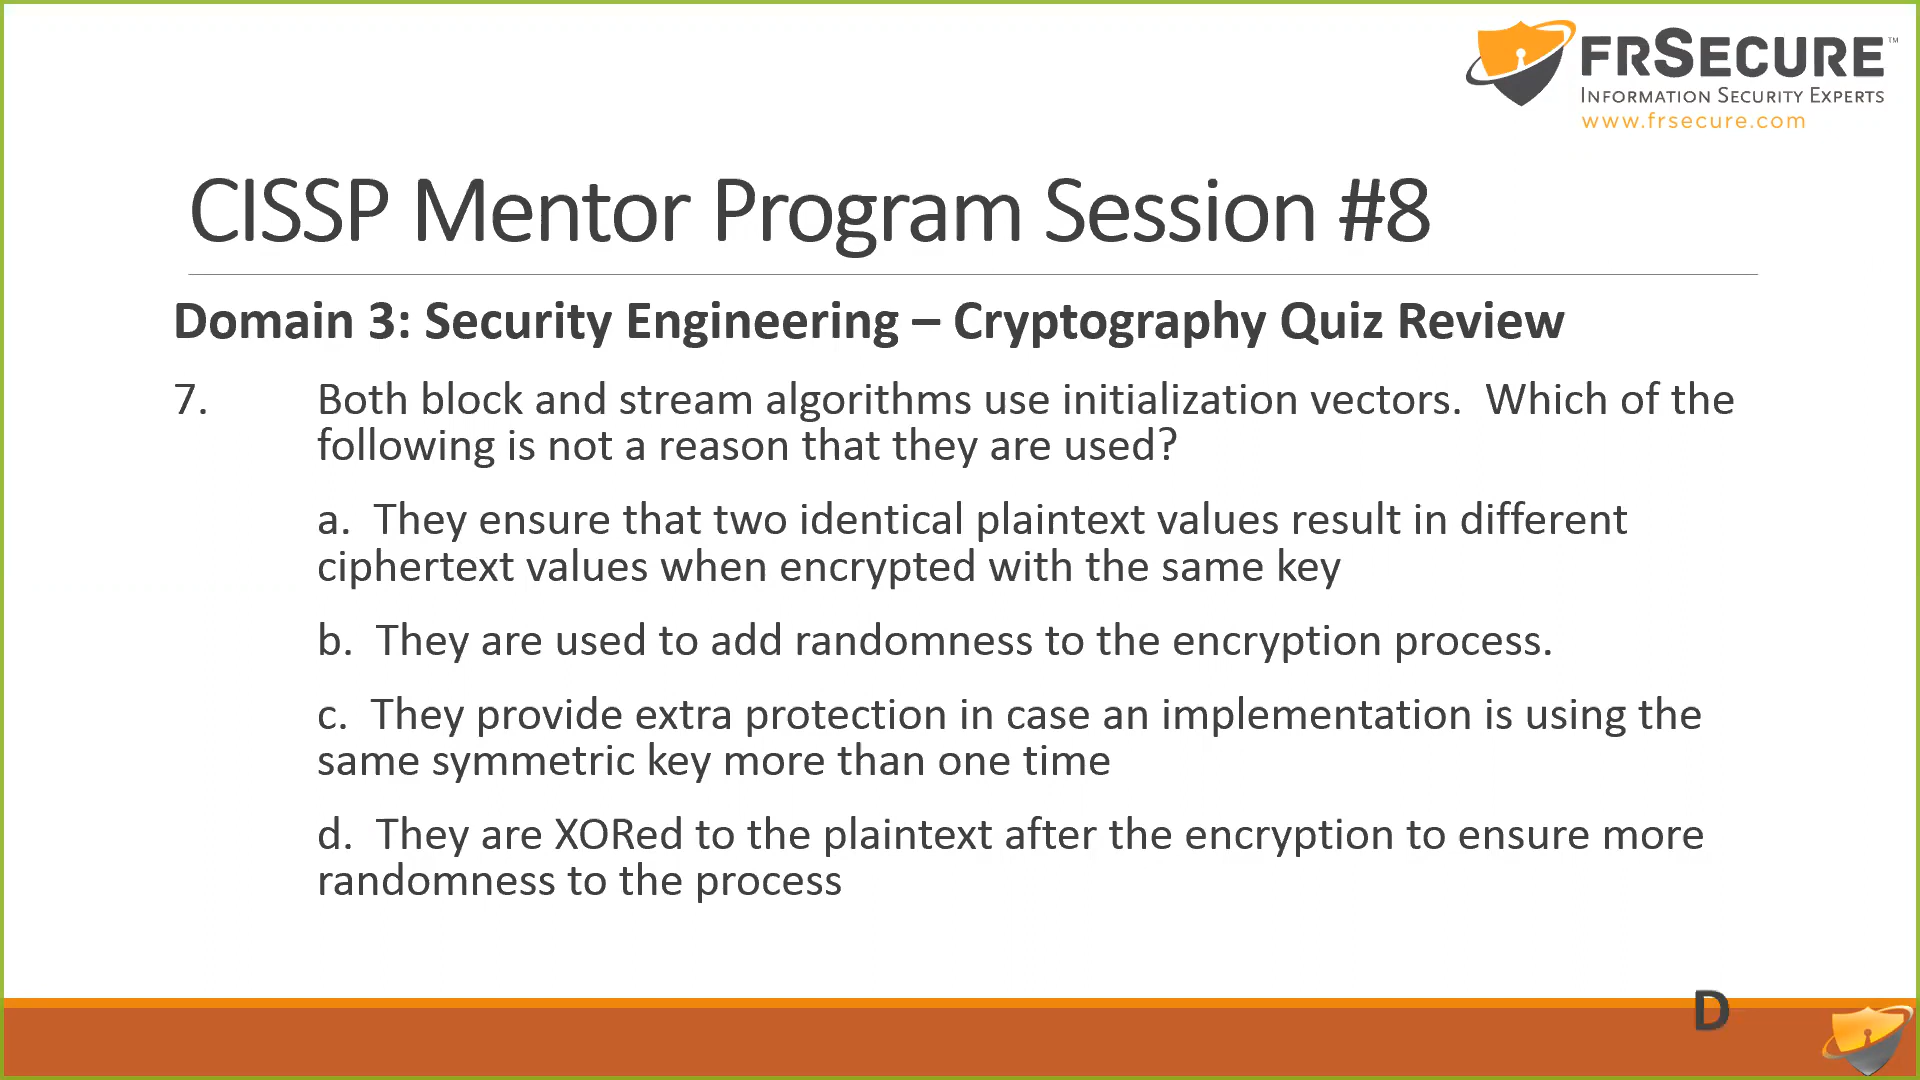 FRSECURE™
INFORMATION SECURITY EXPERTS
www.frsecure.com
CISSP Mentor Program Session #8
Domain 3: Security Engineering – Cryptography Quiz Review
7. Both block and stream algorithms use initialization vectors.  Which of the
following is not a reason that they are used?
a.  They ensure that two identical plaintext values result in different
ciphertext values when encrypted with the same key
b.  They are used to add randomness to the encryption process.
c.  They provide extra protection in case an implementation is using the
same symmetric key more than one time
d.  They are XORed to the plaintext after the encryption to ensure more
randomness to the process
D